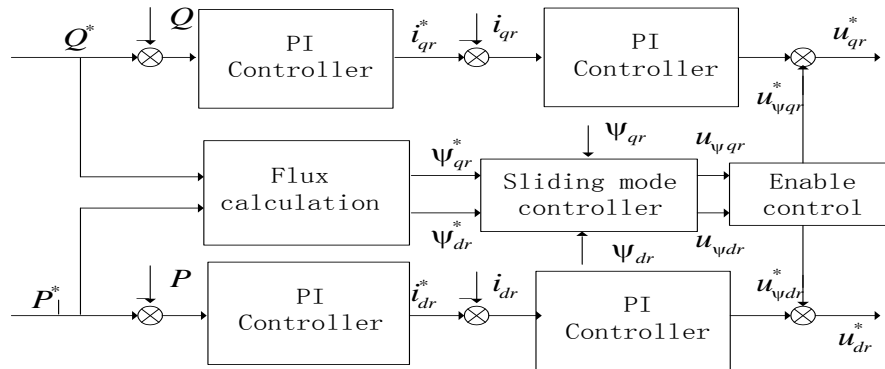 Q*
Q
PI
Controller
i*qr
iqr
PI
Controller
u*qr
u*ψqr
Flux
calculation
Ψ*qr
Ψ*dr
Ψqr
Sliding mode
controller
Ψdr
uψqr
uψdr
Enable
control
P*
P
PI
Controller
i*dr
idr
PI
Controller
u*ψdr
u*dr